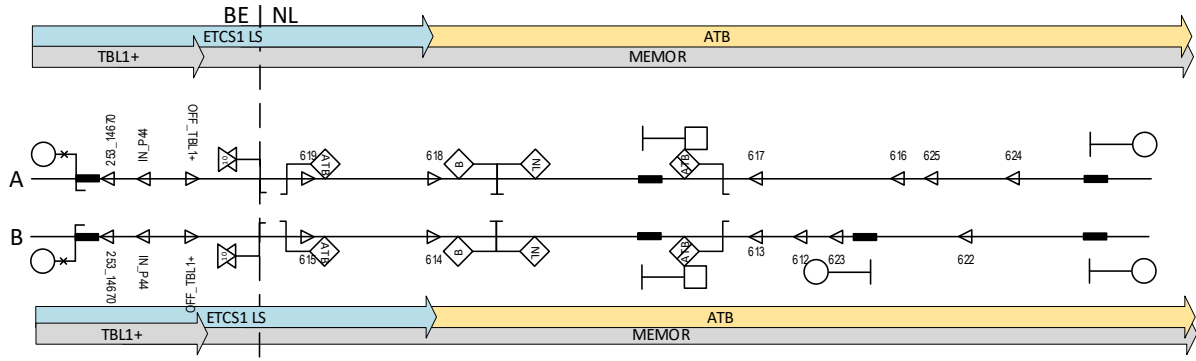 BE NL
ETCS1 LS
ATB
TBL1+
MEMOR
253_14670
IN_P44
OFF_TBL1+
619
ATB
618
B
NL
ATB
617
616
625
624
A
B
253_14670
IN_P44
OFF_TBL1+
615
ATB
614
B
NL
ATB
613
612
623
622
ETCS1 LS
ATB
TBL1+
MEMOR